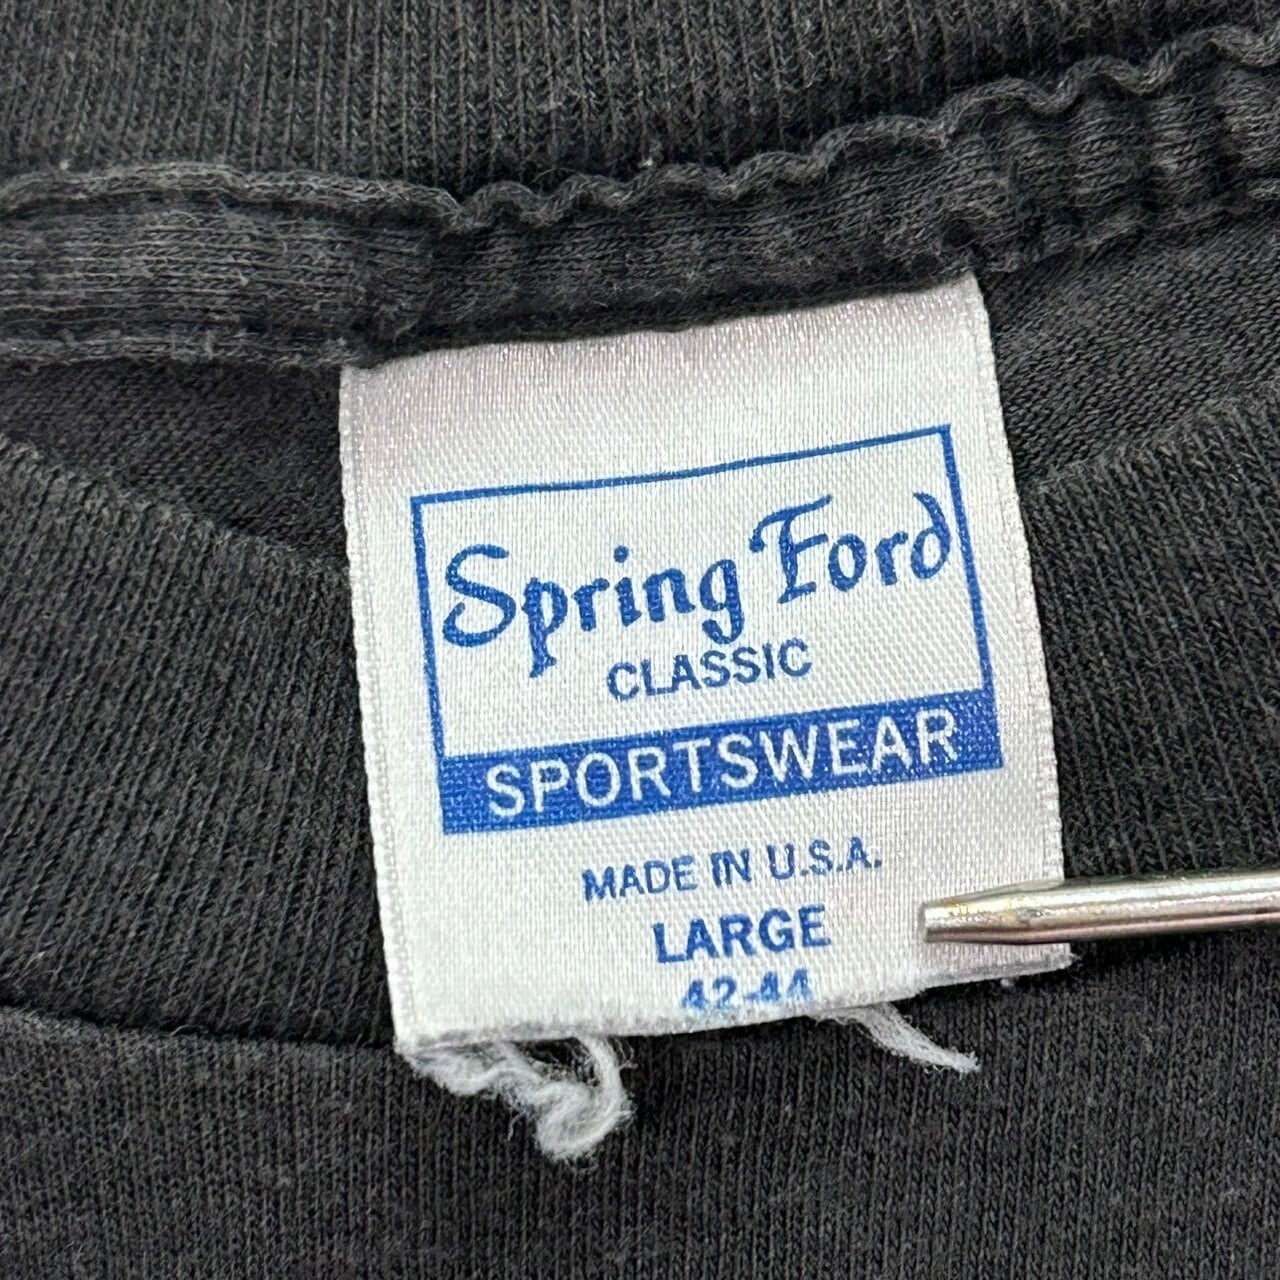 Spring Ford
CLASSIC
SPORTSWEAR
MADE IN U.S.A.
LARGE
42-44